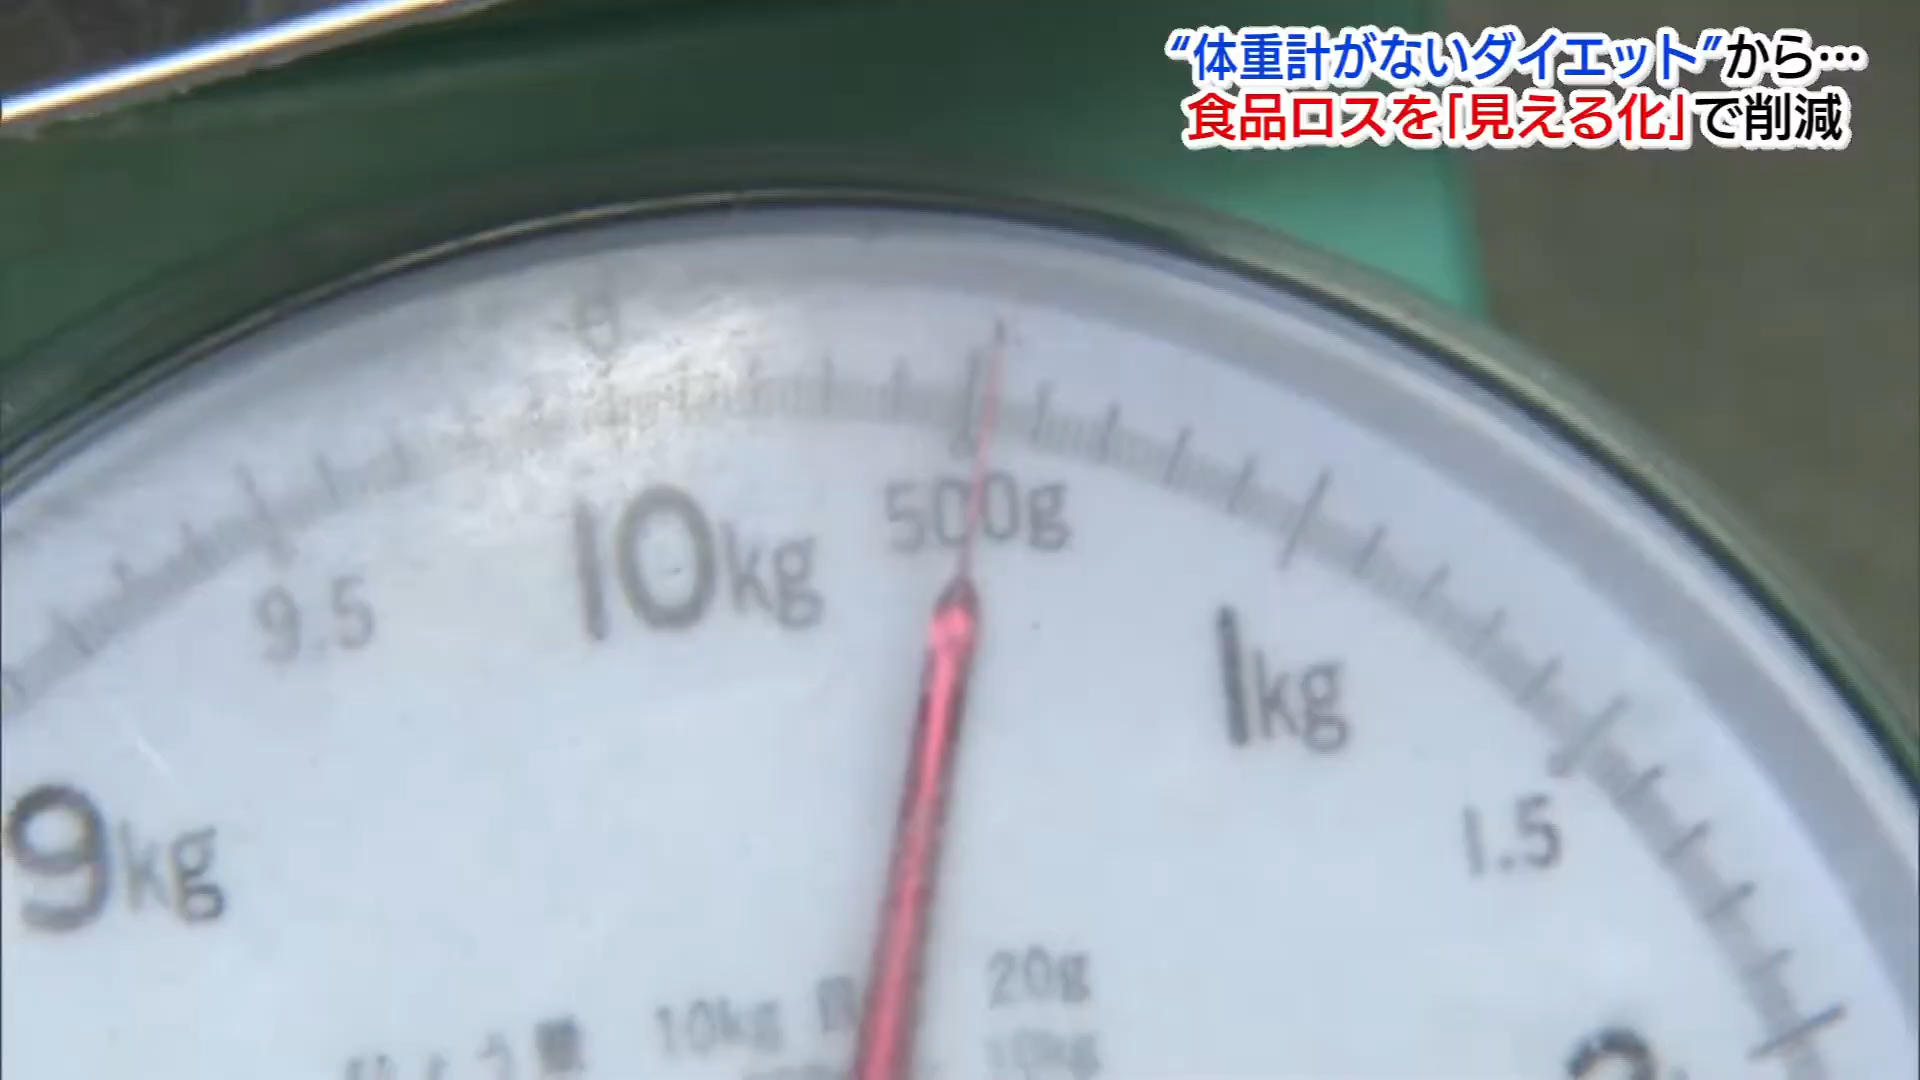 “体重計がないダイエット”から…
食品ロスを「見える化」で削減
500g
10kg
9.5
1kg
9kg
1.5
20g
10kg
2